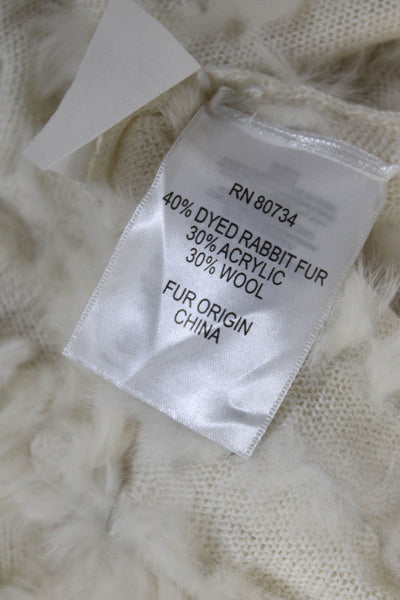 RN 80734
40% DYED RABBIT FUR
30% ACRYLIC
30% WOOL
FUR ORIGIN
CHINA